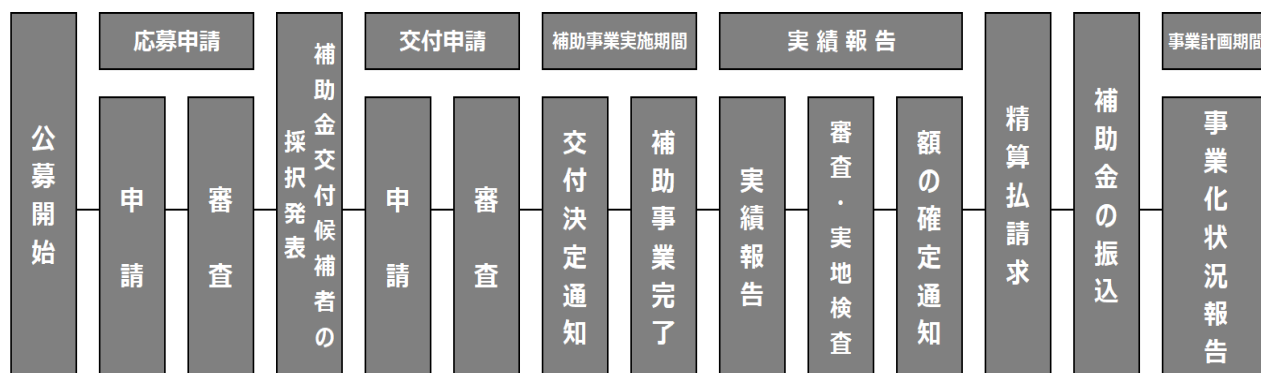 公募開始
応募申請
申請
審査
補助金交付候補者の
採択発表
交付申請
申請
審査
補助事業実施期間
交付決定通知
補助事業完了
実績報告
実績報告
審査・実地検査
額の確定通知
精算払請求
補助金の振込
事業計画期間
事業化状況報告